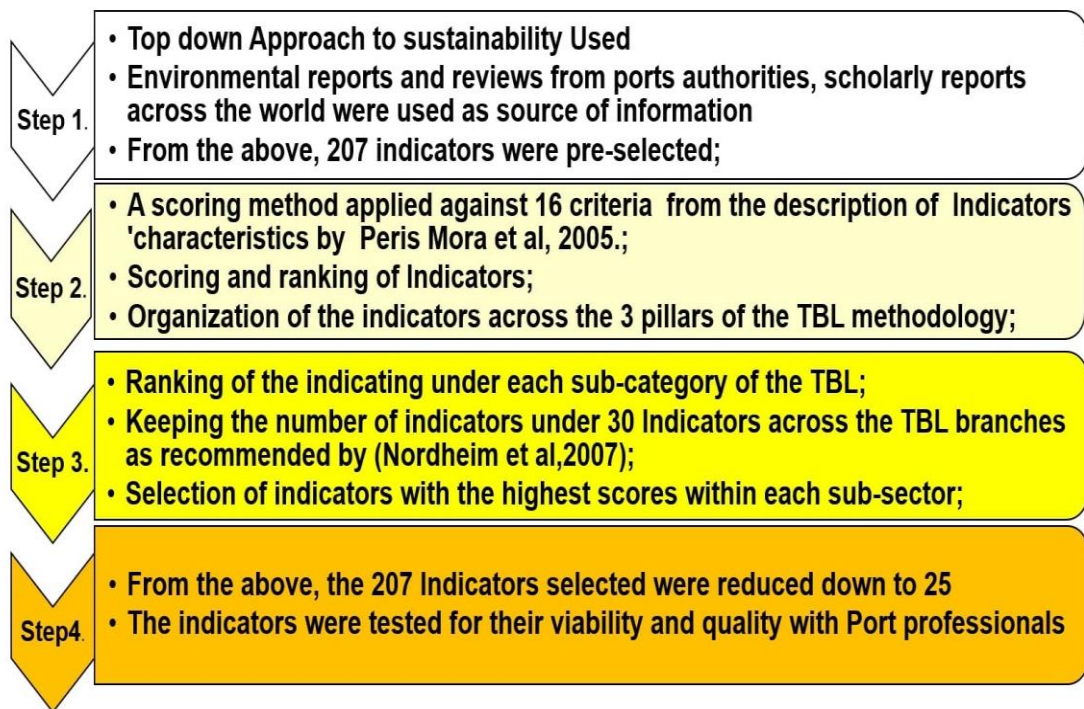 Step 1.
• Top down Approach to sustainability Used
• Environmental reports and reviews from ports authorities, scholarly reports
across the world were used as source of information
• From the above, 207 indicators were pre-selected;
Step 2.
• A scoring method applied against 16 criteria from the description of Indicators
'characteristics by Peris Mora et al, 2005.;
• Scoring and ranking of Indicators;
• Organization of the indicators across the 3 pillars of the TBL methodology;
Step 3.
• Ranking of the indicating under each sub-category of the TBL;
• Keeping the number of indicators under 30 Indicators across the TBL branches
as recommended by (Nordheim et al,2007);
• Selection of indicators with the highest scores within each sub-sector;
Step4.
• From the above, the 207 Indicators selected were reduced down to 25
• The indicators were tested for their viability and quality with Port professionals